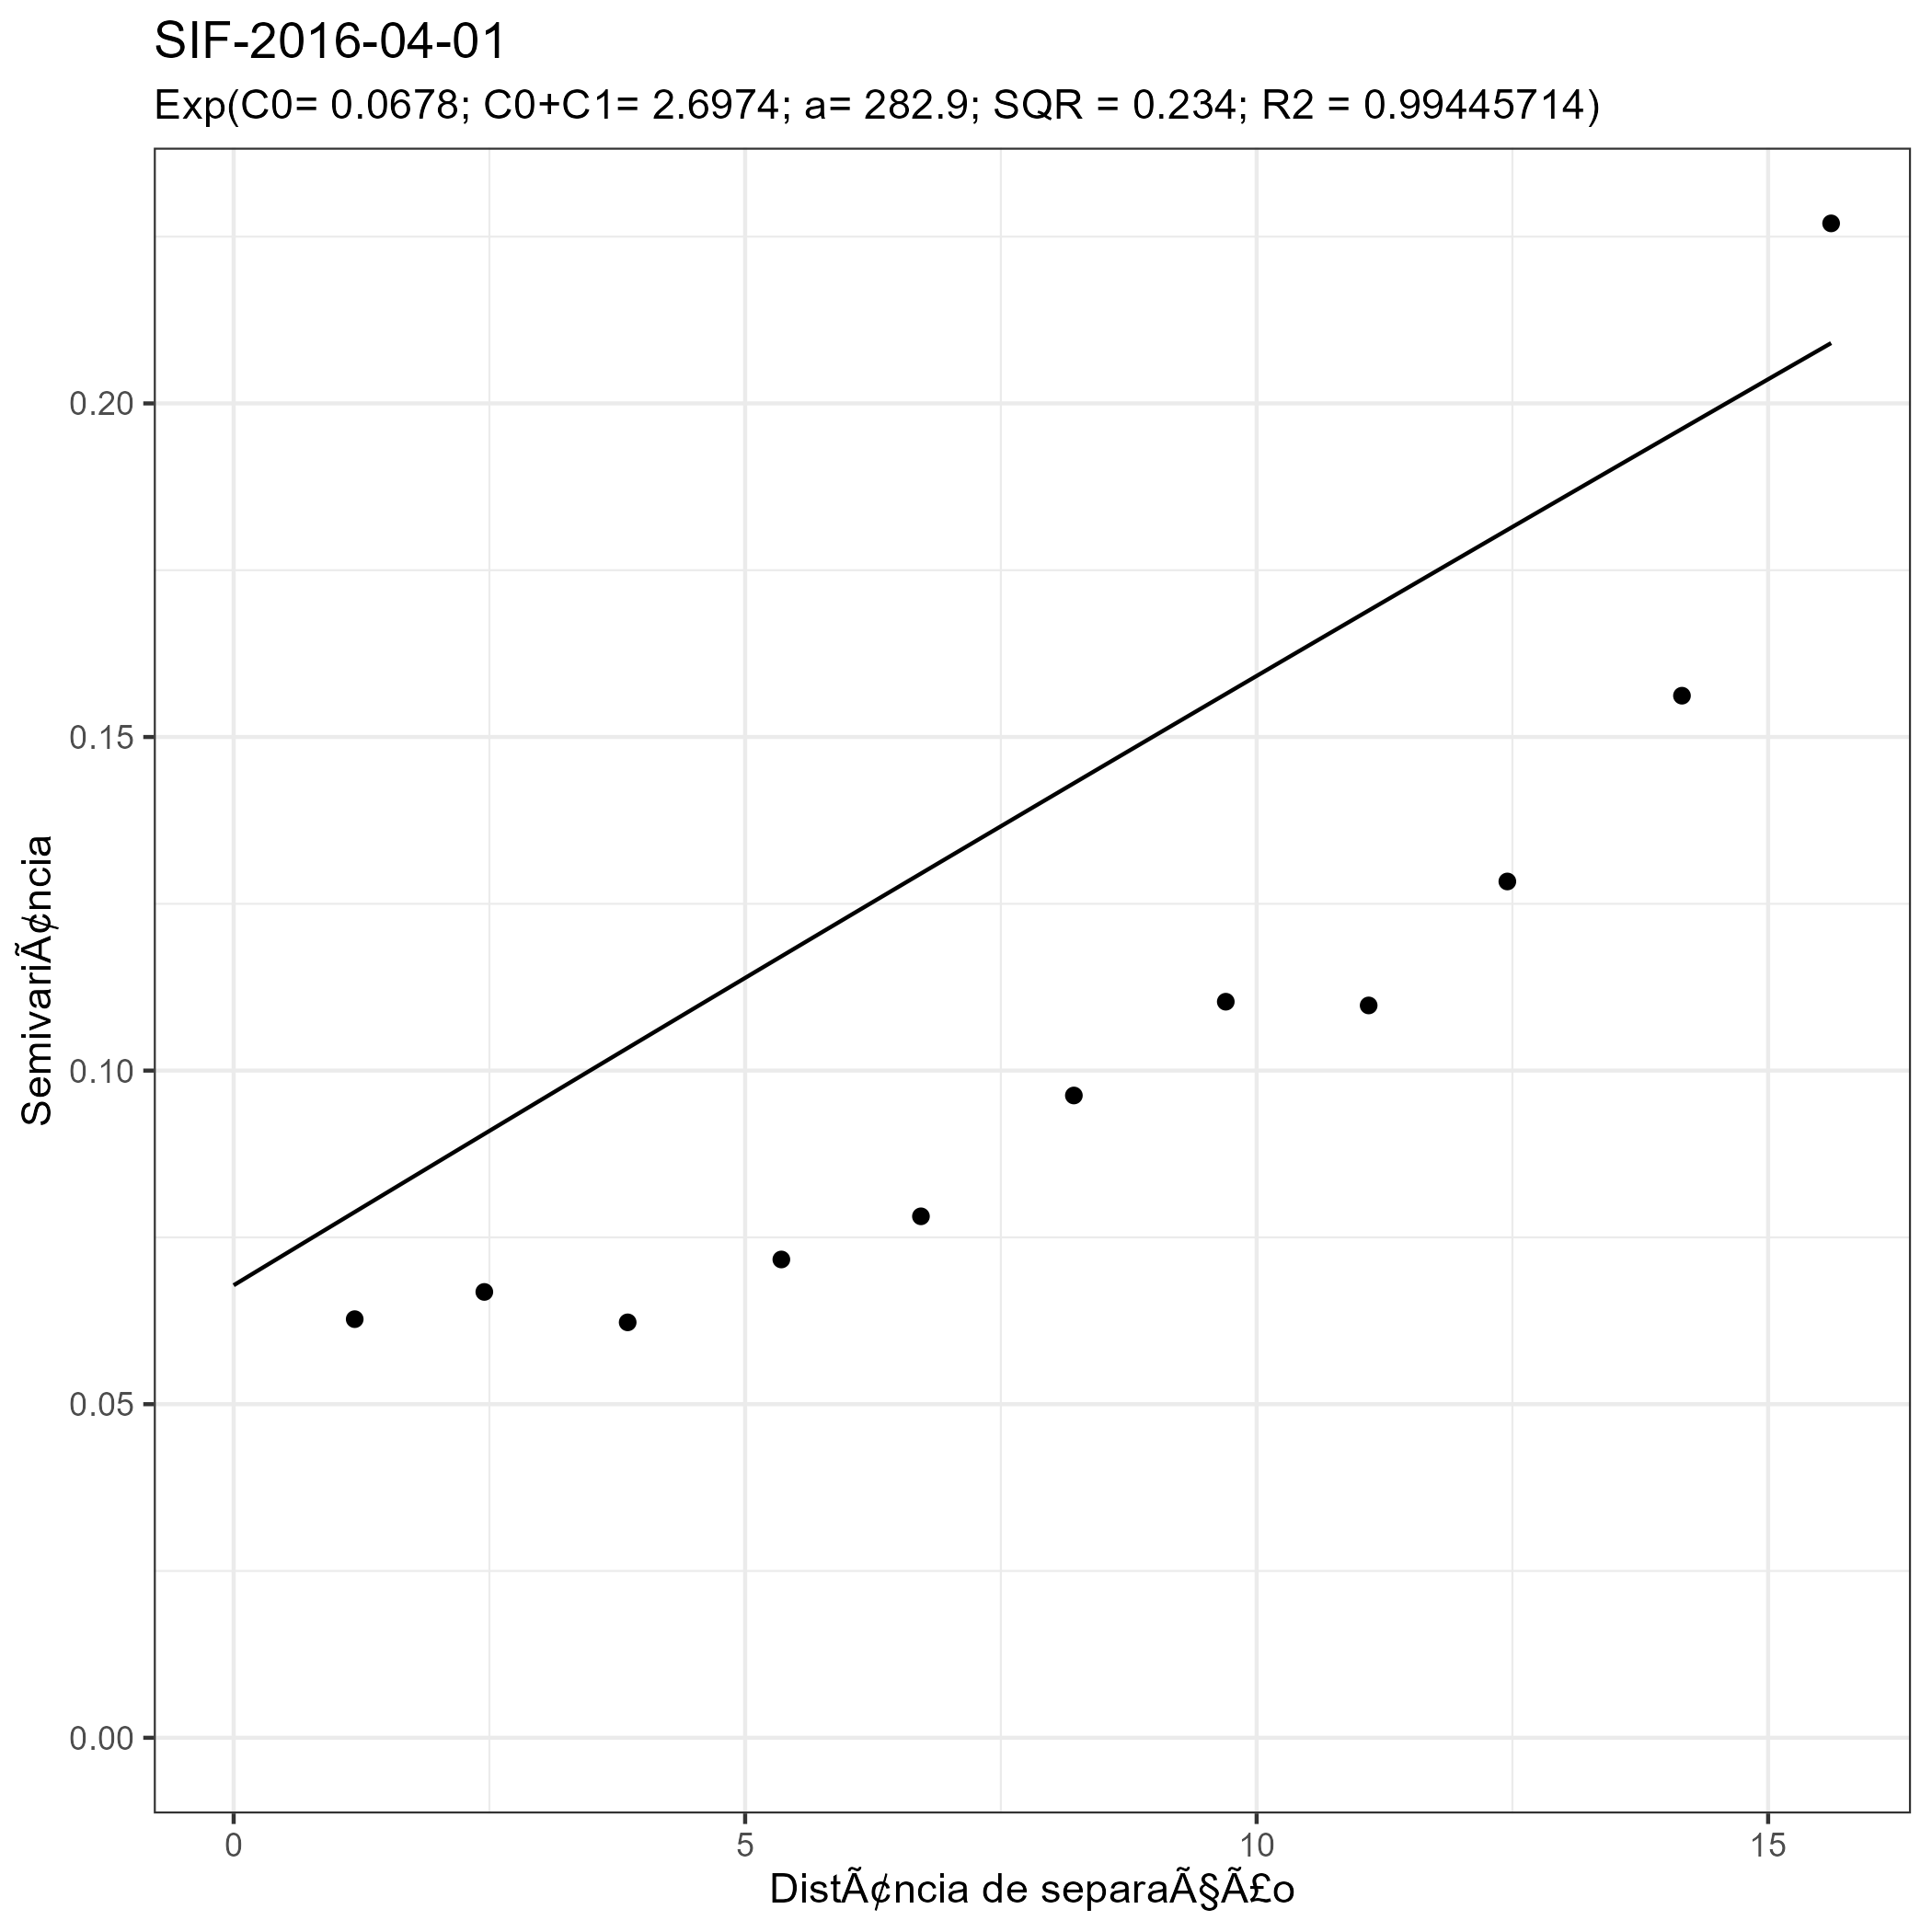 SIF-2016-04-01
Exp(C0= 0.0678; C0+C1= 2.6974; a= 282.9; SQR = 0.234; R2 = 0.99445714)
SemivariÃ¢ncia
0.20
0.15
0.10
0.05
0.00
0
5
10
15
DistÃ¢ncia de separaÃ§Ã£o